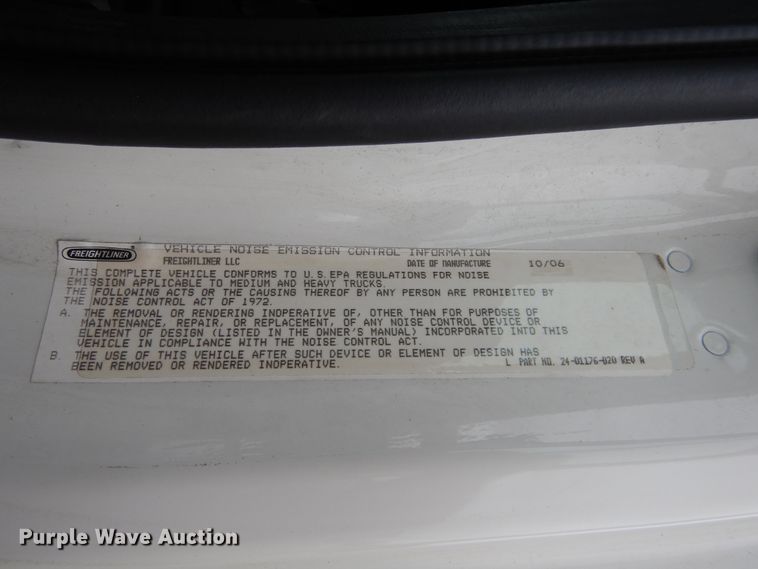 FREIGHTLINER
VEHICLE NOISE EMISSION CONTROL INFORMATION
FREIGHTLINER LLC DATE OF MANUFACTURE 10/06
THIS COMPLETE VEHICLE CONFORMS TO U.S.EPA REGULATIONS FOR NOISE
EMISSION APPLICABLE TO MEDIUM AND HEAVY TRUCKS.
THE FOLLOWING ACTS OR THE CAUSING THEREOF BY ANY PERSON ARE PROHIBITED BY
THE NOISE CONTROL ACT OF 1972.
A. THE REMOVAL OR RENDERING INOPERATIVE OF, OTHER THAN FOR PURPOSES OF
MAINTENANCE, REPAIR, OR REPLACEMENT, OF ANY NOISE CONTROL DEVICE OR
ELEMENT OF DESIGN (LISTED IN THE OWNER'S MANUAL) INCORPORATED INTO THIS
VEHICLE IN COMPLIANCE WITH THE NOISE CONTROL ACT.
B. THE USE OF THIS VEHICLE AFTER SUCH DEVICE OR ELEMENT OF DESIGN HAS
BEEN REMOVED OR RENDERED INOPERATIVE.
L PART NO. 24-01176-020 REV A
Purple Wave Auction